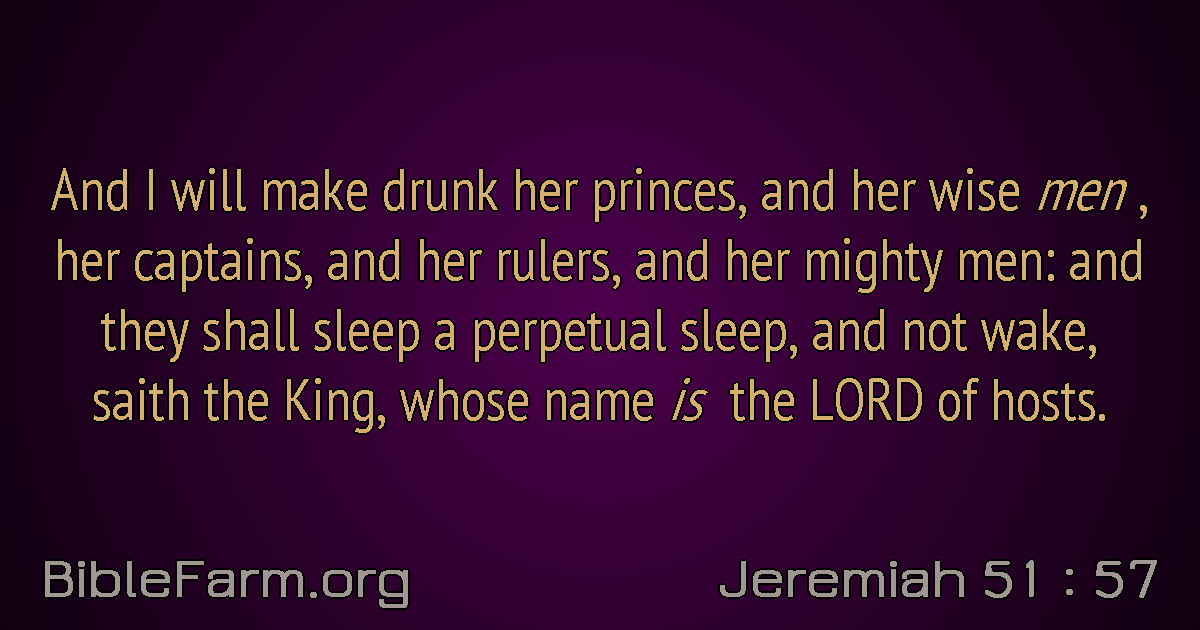 And I will make drunk her princes, and her wise men ,
her captains, and her rulers, and her mighty men: and
they shall sleep a perpetual sleep, and not wake,
saith the King, whose name is the LORD of hosts.
BibleFarm.org
Jeremiah 51 : 57